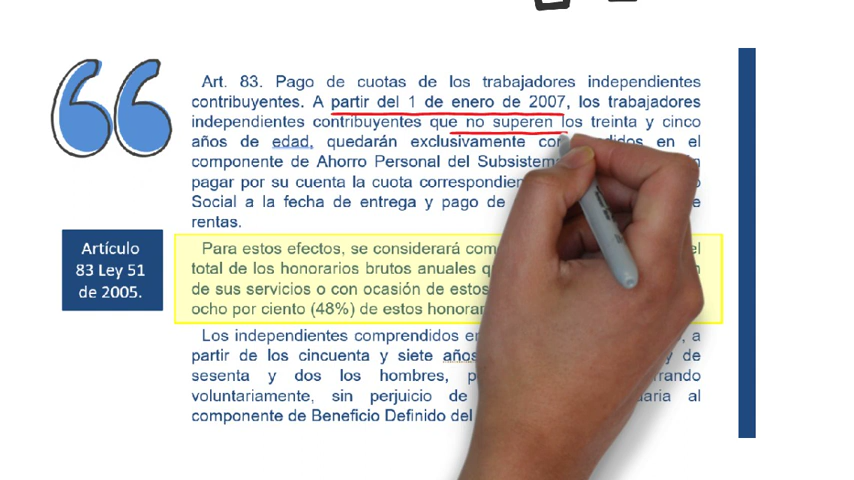 Art. 83. Pago de cuotas de los trabajadores independientes
contribuyentes. A partir del 1 de enero de 2007, los trabajadores
independientes contribuyentes que no superen los treinta y cinco
años de edad, quedarán exclusivamente en el
componente de Ahorro Personal del
pagar por su cuenta la cuota
Social a la fecha de entrega y pago de
rentas.
Artículo
83 Ley 51
de 2005.
Para estos efectos, se considerará
total de los honorarios brutos anuales
de sus servicios o con ocasión de estos
ocho por ciento (48%) de estos
Los independientes comprendidos a
partir de los cincuenta y siete años y de
sesenta y dos los hombres,
voluntariamente, sin perjuicio de al
componente de Beneficio Definido del